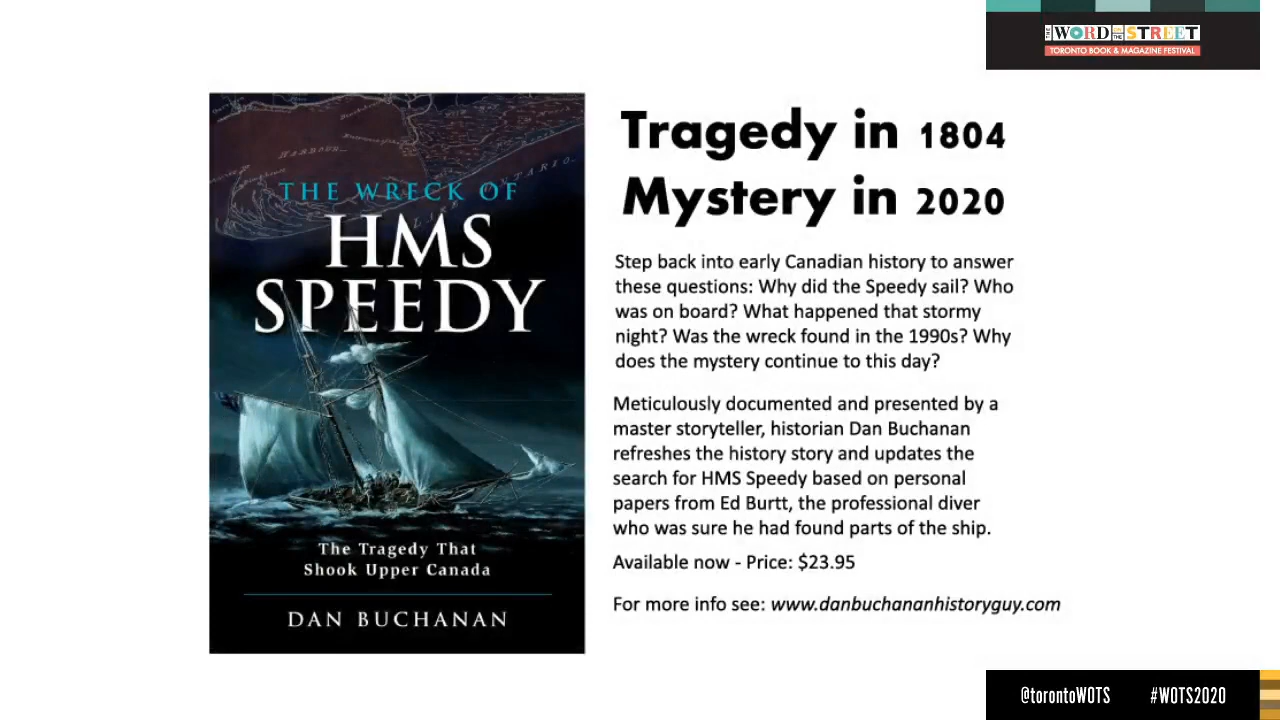 THE WORD ON THE STREET
TORONTO BOOK & MAGAZINE FESTIVAL
HARBOUR
LAKE ONTARIO
THE WRECK OF
HMS
SPEEDY
The Tragedy That
Shook Upper Canada
DAN BUCHANAN
Tragedy in 1804
Mystery in 2020
Step back into early Canadian history to answer
these questions: Why did the Speedy sail? Who
was on board? What happened that stormy
night? Was the wreck found in the 1990s? Why
does the mystery continue to this day?
Meticulously documented and presented by a
master storyteller, historian Dan Buchanan
refreshes the history story and updates the
search for HMS Speedy based on personal
papers from Ed Burtt, the professional diver
who was sure he had found parts of the ship.
Available now - Price: $23.95
For more info see: www.danbuchananhistoryguy.com
@torontoWOTS #WOTS2020